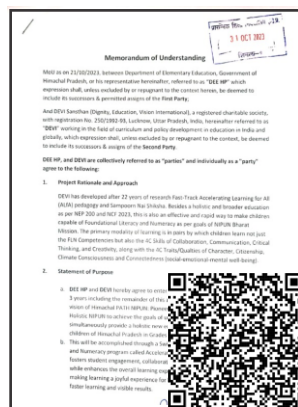 31 OCT 2023
Memorandum of Understanding
Held as on 21/10/2023, between Department of Elementary Education, Government of
Himachal Pradesh, or his representative hereinafter, referred to as "DEE HP" which
expression shall, unless excluded by or repugnant to the context herein, be deemed to
include its successors & permitted assigns of the First Party;
And DEVI Sansthan (Dignity, Education, Vision International), a registered charitable society,
with registration No. 250/1992-93, Lucknow, Uttar Pradesh, India, hereinafter referred to as
"DEVI" working in the field of curriculum and policy development in education in India and
globally, which expression shall, unless excluded by or repugnant to the context, be deemed
to include its successors & assigns of the Second Party.
DEE HP, and DEVI are collectively referred to as "parties" and individually as a "party"
agree to the following:
1. Project Rationale and Approach
DEVI has developed after 22 years of research Fast-Track Accelerating Learning for All
(ALfA) pedagogy and Sampoorn Rai Shiksha. Besides a holistic and broader education
as per NEP 200 and NCF 2023, this is also an effective and rapid way to make children
capable of Foundational Literacy and Numeracy as per goals of NIPUN Bharat
Mission. The primary modality of learning is in pairs by which children learn not just
the FLN Competencies but also the 4C Skills of Collaboration, Communication, Critical
Thinking, and Creativity, along with the 4C Traits/Qualities of Character, Citizenship,
Climate Consciousness and Connectedness (social-emotional-mental well-being)
2. Statement of Purpose
a. DEE HP and DEVI hereby agree to enter
3 years including the remainder of this
vision of Himachal PATH NIPUN: Pioneer
Holistic NIPUN to achieve the goals of
simultaneously provide a holistic new
children of Himachal Pradesh in Grades
b. This will be accomplished through a
and Numeracy program called Accelera
fosters student engagement, collaborat
while enhances the overall learning exp
making learning a joyful experience for
foster learning and visible results.